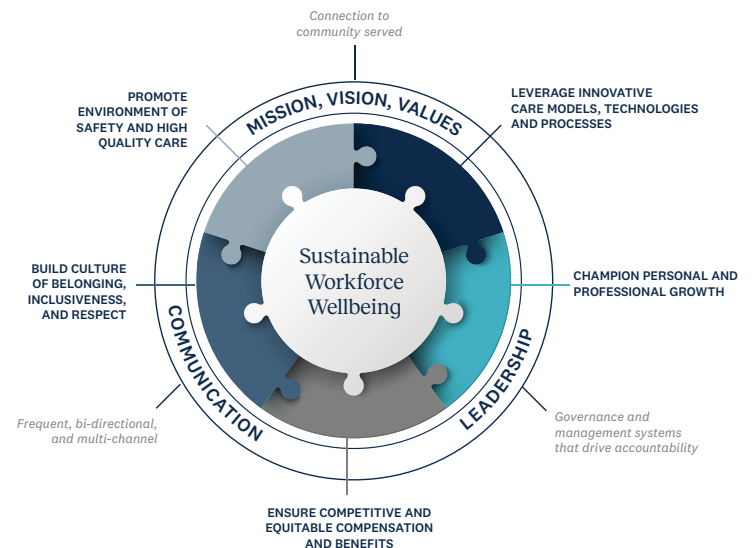 Connection to
community served
MISSION, VISION, VALUES
PROMOTE
ENVIRONMENT OF
SAFETY AND HIGH
QUALITY CARE
LEVERAGE INNOVATIVE
CARE MODELS, TECHNOLOGIES
AND PROCESSES
Sustainable
Workforce
Wellbeing
BUILD CULTURE
OF BELONGING,
INCLUSIVENESS,
AND RESPECT
CHAMPION PERSONAL AND
PROFESSIONAL GROWTH
COMMUNICATION
LEADERSHIP
Frequent, bi-directional,
and multi-channel
Governance and
management systems
that drive accountability
ENSURE COMPETITIVE AND
EQUITABLE COMPENSATION
AND BENEFITS